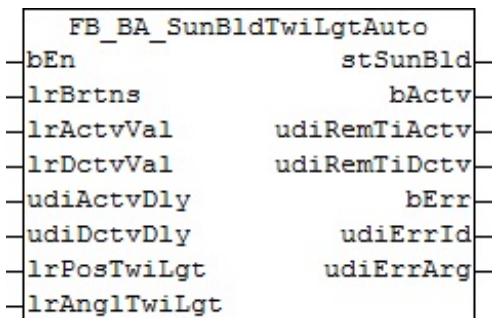 FB_BA_SunBldTwiLgtAuto
bEn stSunBld
lrBrtns bActv
lrActvVal udiRemTiActv
lrDctvVal udiRemTiDctv
udiActvDly bErr
udiDctvDly udiErrId
lrPosTwiLgt udiErrArg
lrAnglTwiLgt